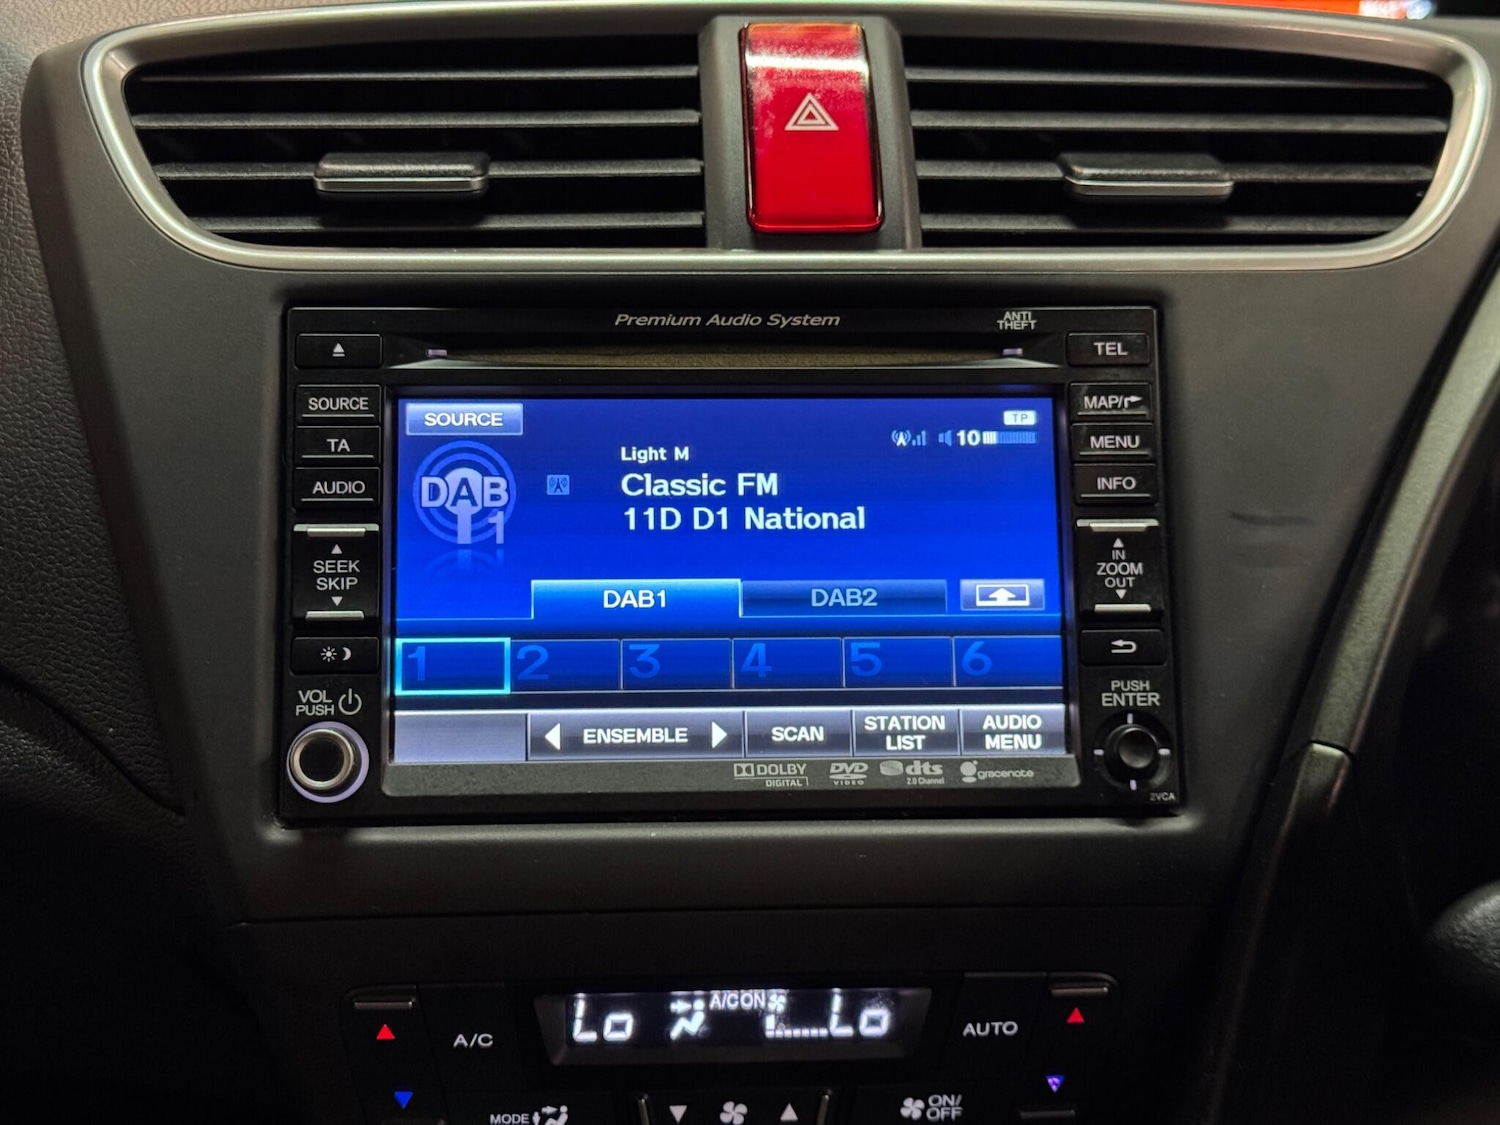 Premium Audio System
ANTI
THEFT
TEL
SOURCE
TA
AUDIO
SEEK
SKIP
VOL
PUSH
SOURCE
TP
10
Light M
DAB
1
Classic FM
11D D1 National
DAB1
DAB2
1 2 3 4 5 6
ENSEMBLE
SCAN
STATION
LIST
AUDIO
MENU
DOLBY
DIGITAL
DVD
VIDEO
dts
2.0 Channel
gracenote
MAP/
MENU
INFO
IN
ZOOM
OUT
PUSH
ENTER
2VCA
A/C
Lo
A/C ON
Lo
AUTO
MODE
ON/
OFF